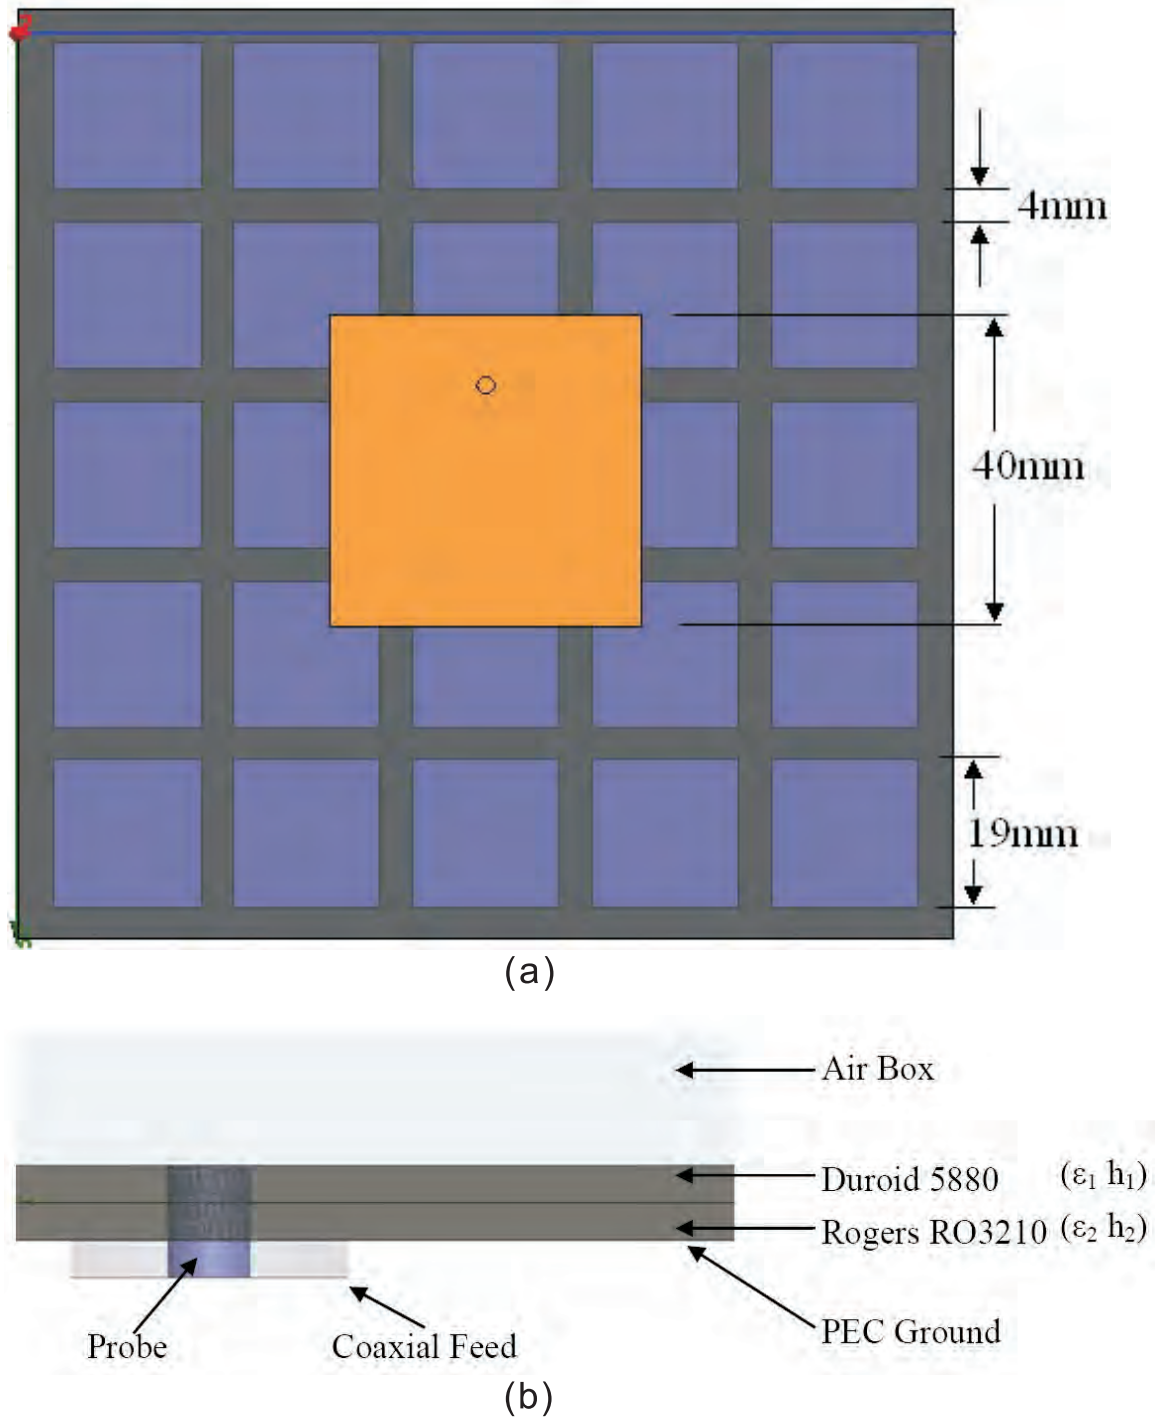 4mm
40mm
19mm
(a)
Air Box
Duroid 5880 (ε₁ h₁)
Rogers RO3210 (ε₂ h₂)
PEC Ground
Probe
Coaxial Feed
(b)